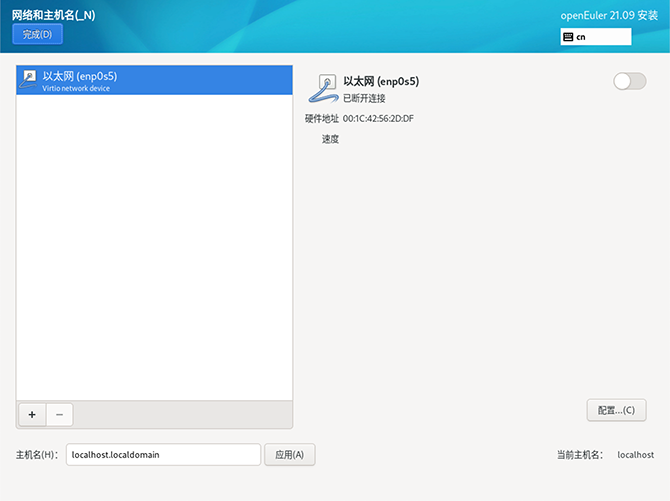 网络和主机名(_N)
openEuler 21.09 安装
完成(D)
cn
以太网 (enp0s5)
Virtio network device
以太网 (enp0s5)
已断开连接
硬件地址 00:1C:42:56:2D:DF
速度
+ −
配置...(C)
主机名(H)： localhost.localdomain 应用(A) 当前主机名： localhost